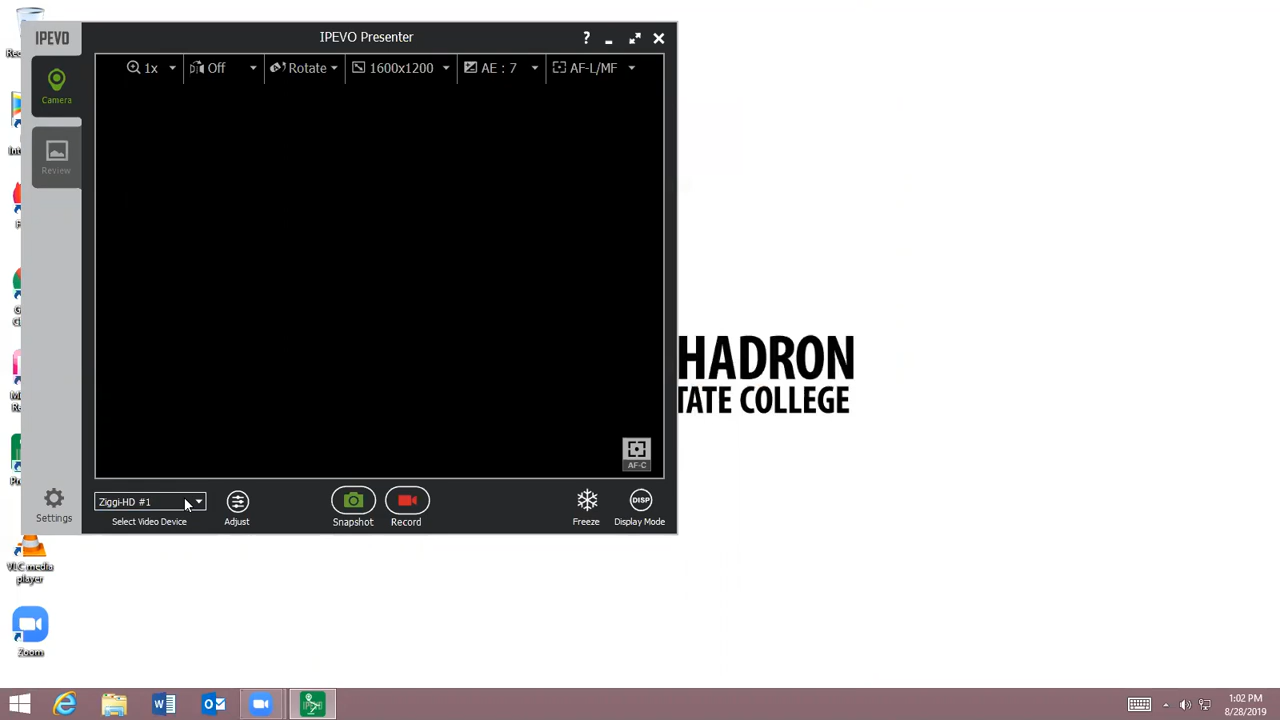 IPEVO
IPEVO Presenter
?
1x
Off
Rotate
1600x1200
AE : 7
AF-L/MF
Camera
Review
HADRON
TATE COLLEGE
AF-C
Settings
Ziggi-HD #1
Select Video Device
Adjust
Snapshot
Record
Freeze
DISP
Display Mode
VLC media
player
Zoom
1:02 PM
8/28/2019